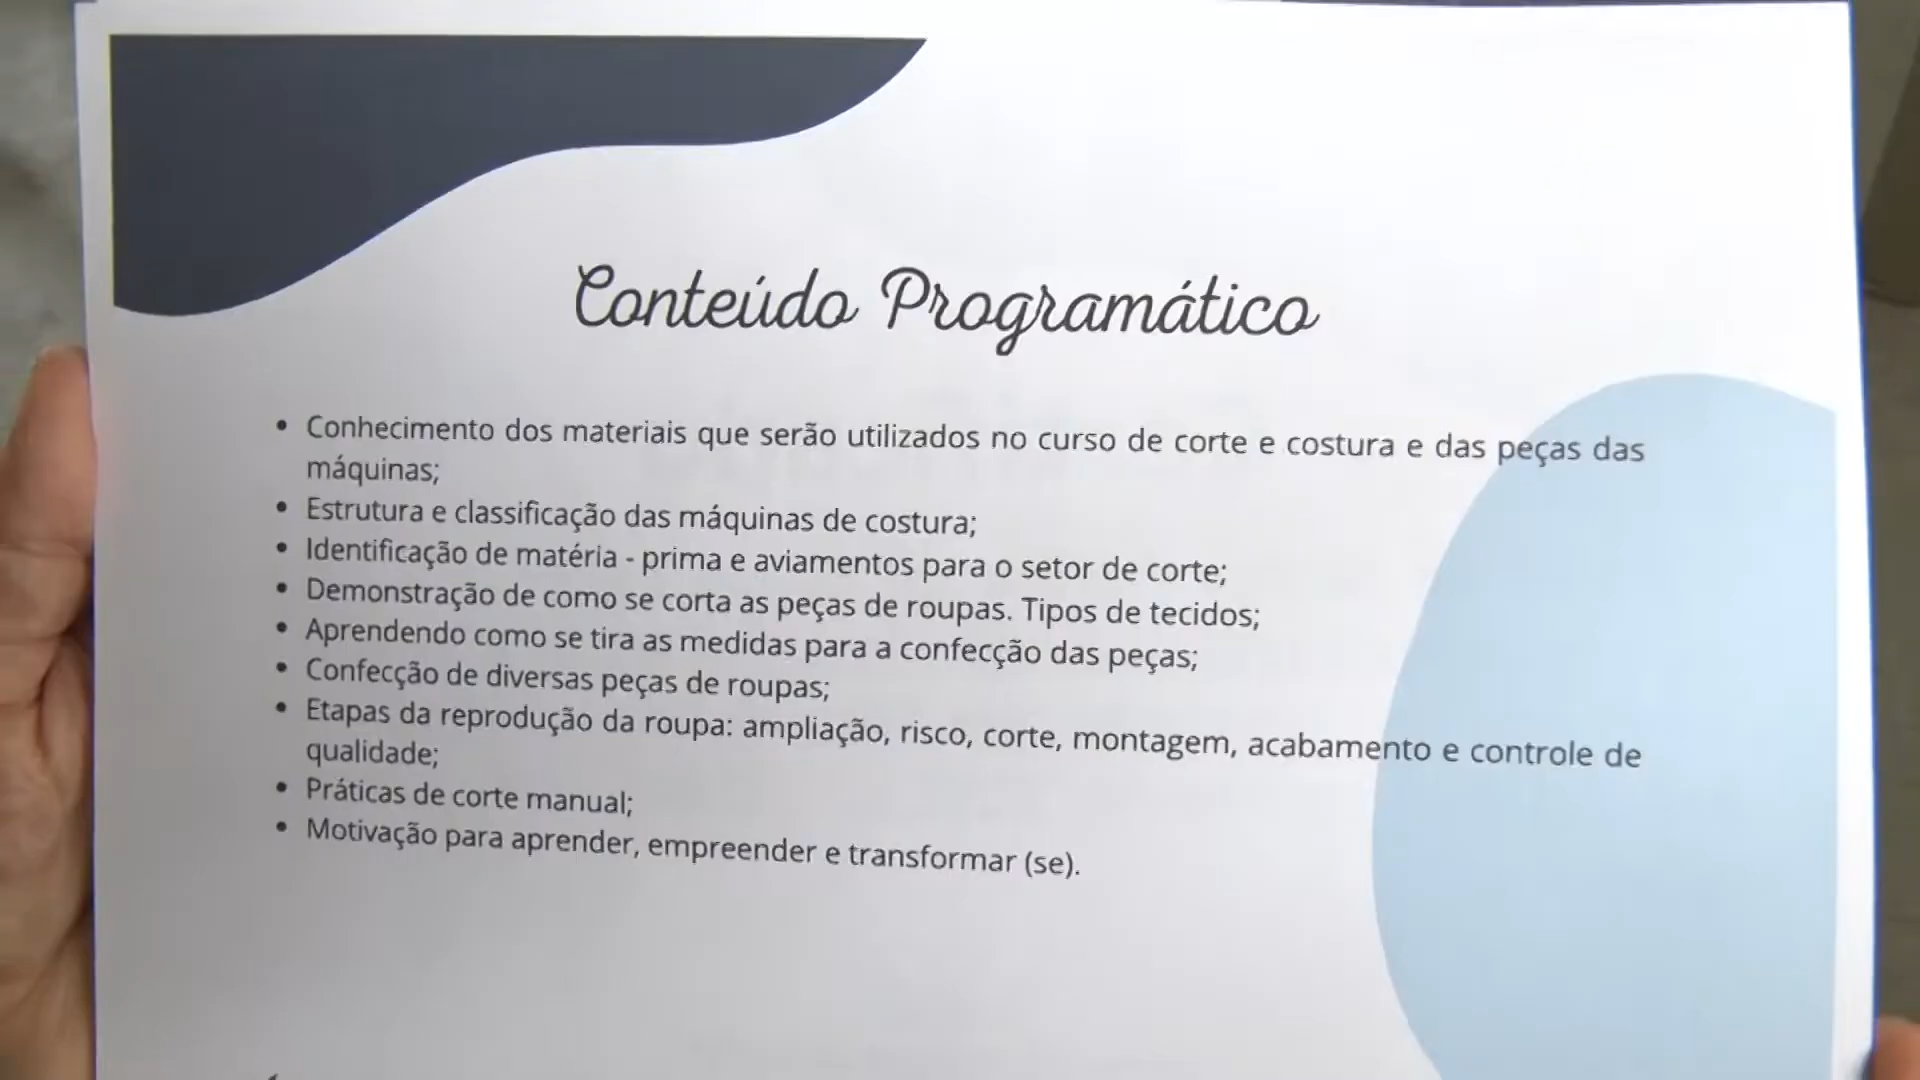 Conteúdo Programático
• Conhecimento dos materiais que serão utilizados no curso de corte e costura e das peças das
máquinas;
• Estrutura e classificação das máquinas de costura;
• Identificação de matéria - prima e aviamentos para o setor de corte;
• Demonstração de como se corta as peças de roupas. Tipos de tecidos;
• Aprendendo como se tira as medidas para a confecção das peças;
• Confecção de diversas peças de roupas;
• Etapas da reprodução da roupa: ampliação, risco, corte, montagem, acabamento e controle de
qualidade;
• Práticas de corte manual;
• Motivação para aprender, empreender e transformar (se).